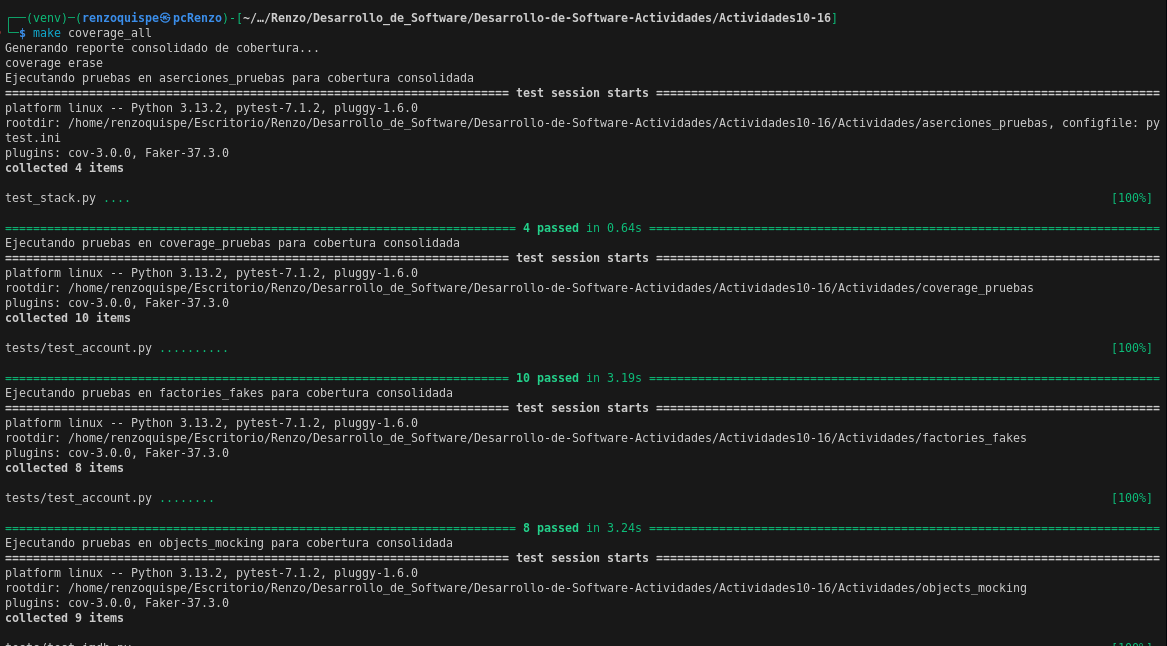 ┌──(venv)─(renzoquispe㉿pcRenzo)-[~/…/Renzo/Desarrollo_de_Software/Desarrollo-de-Software-Actividades/Actividades10-16]
└─$ make coverage_all
Generando reporte consolidado de cobertura...
coverage erase
Ejecutando pruebas en aserciones_pruebas para cobertura consolidada
======================================================================== test session starts ========================================================================
platform linux -- Python 3.13.2, pytest-7.1.2, pluggy-1.6.0
rootdir: /home/renzoquispe/Escritorio/Renzo/Desarrollo_de_Software/Desarrollo-de-Software-Actividades/Actividades10-16/Actividades/aserciones_pruebas, configfile: py
test.ini
plugins: cov-3.0.0, Faker-37.3.0
collected 4 items
test_stack.py .... [100%]
========================================================================= 4 passed in 0.64s =========================================================================
Ejecutando pruebas en coverage_pruebas para cobertura consolidada
======================================================================== test session starts ========================================================================
platform linux -- Python 3.13.2, pytest-7.1.2, pluggy-1.6.0
rootdir: /home/renzoquispe/Escritorio/Renzo/Desarrollo_de_Software/Desarrollo-de-Software-Actividades/Actividades10-16/Actividades/coverage_pruebas
plugins: cov-3.0.0, Faker-37.3.0
collected 10 items
tests/test_account.py .......... [100%]
======================================================================== 10 passed in 3.19s =========================================================================
Ejecutando pruebas en factories_fakes para cobertura consolidada
======================================================================== test session starts ========================================================================
platform linux -- Python 3.13.2, pytest-7.1.2, pluggy-1.6.0
rootdir: /home/renzoquispe/Escritorio/Renzo/Desarrollo_de_Software/Desarrollo-de-Software-Actividades/Actividades10-16/Actividades/factories_fakes
plugins: cov-3.0.0, Faker-37.3.0
collected 8 items
tests/test_account.py ........ [100%]
========================================================================= 8 passed in 3.24s =========================================================================
Ejecutando pruebas en objects_mocking para cobertura consolidada
======================================================================== test session starts ========================================================================
platform linux -- Python 3.13.2, pytest-7.1.2, pluggy-1.6.0
rootdir: /home/renzoquispe/Escritorio/Renzo/Desarrollo_de_Software/Desarrollo-de-Software-Actividades/Actividades10-16/Actividades/objects_mocking
plugins: cov-3.0.0, Faker-37.3.0
collected 9 items